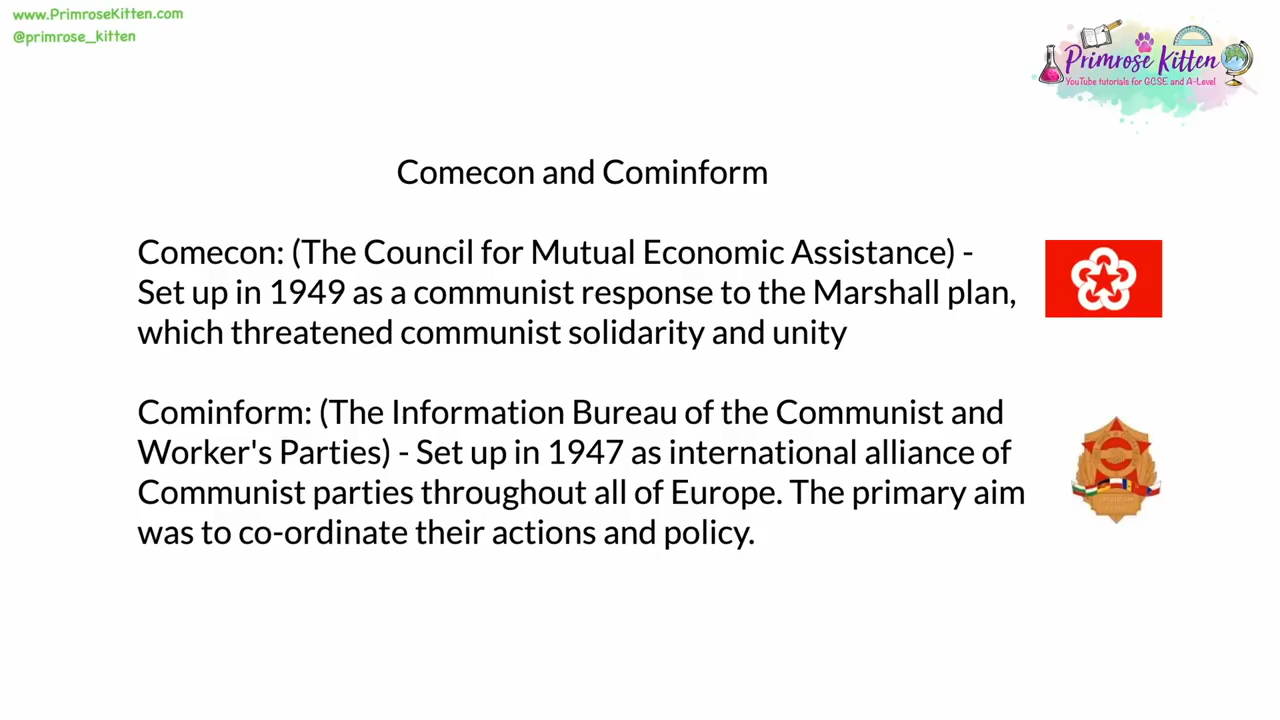 www.PrimroseKitten.com
@primrose_kitten
Primrose Kitten
YouTube tutorials for GCSE and A-Level
Comecon and Cominform
Comecon: (The Council for Mutual Economic Assistance) -
Set up in 1949 as a communist response to the Marshall plan,
which threatened communist solidarity and unity
Cominform: (The Information Bureau of the Communist and
Worker's Parties) - Set up in 1947 as international alliance of
Communist parties throughout all of Europe. The primary aim
was to co-ordinate their actions and policy.